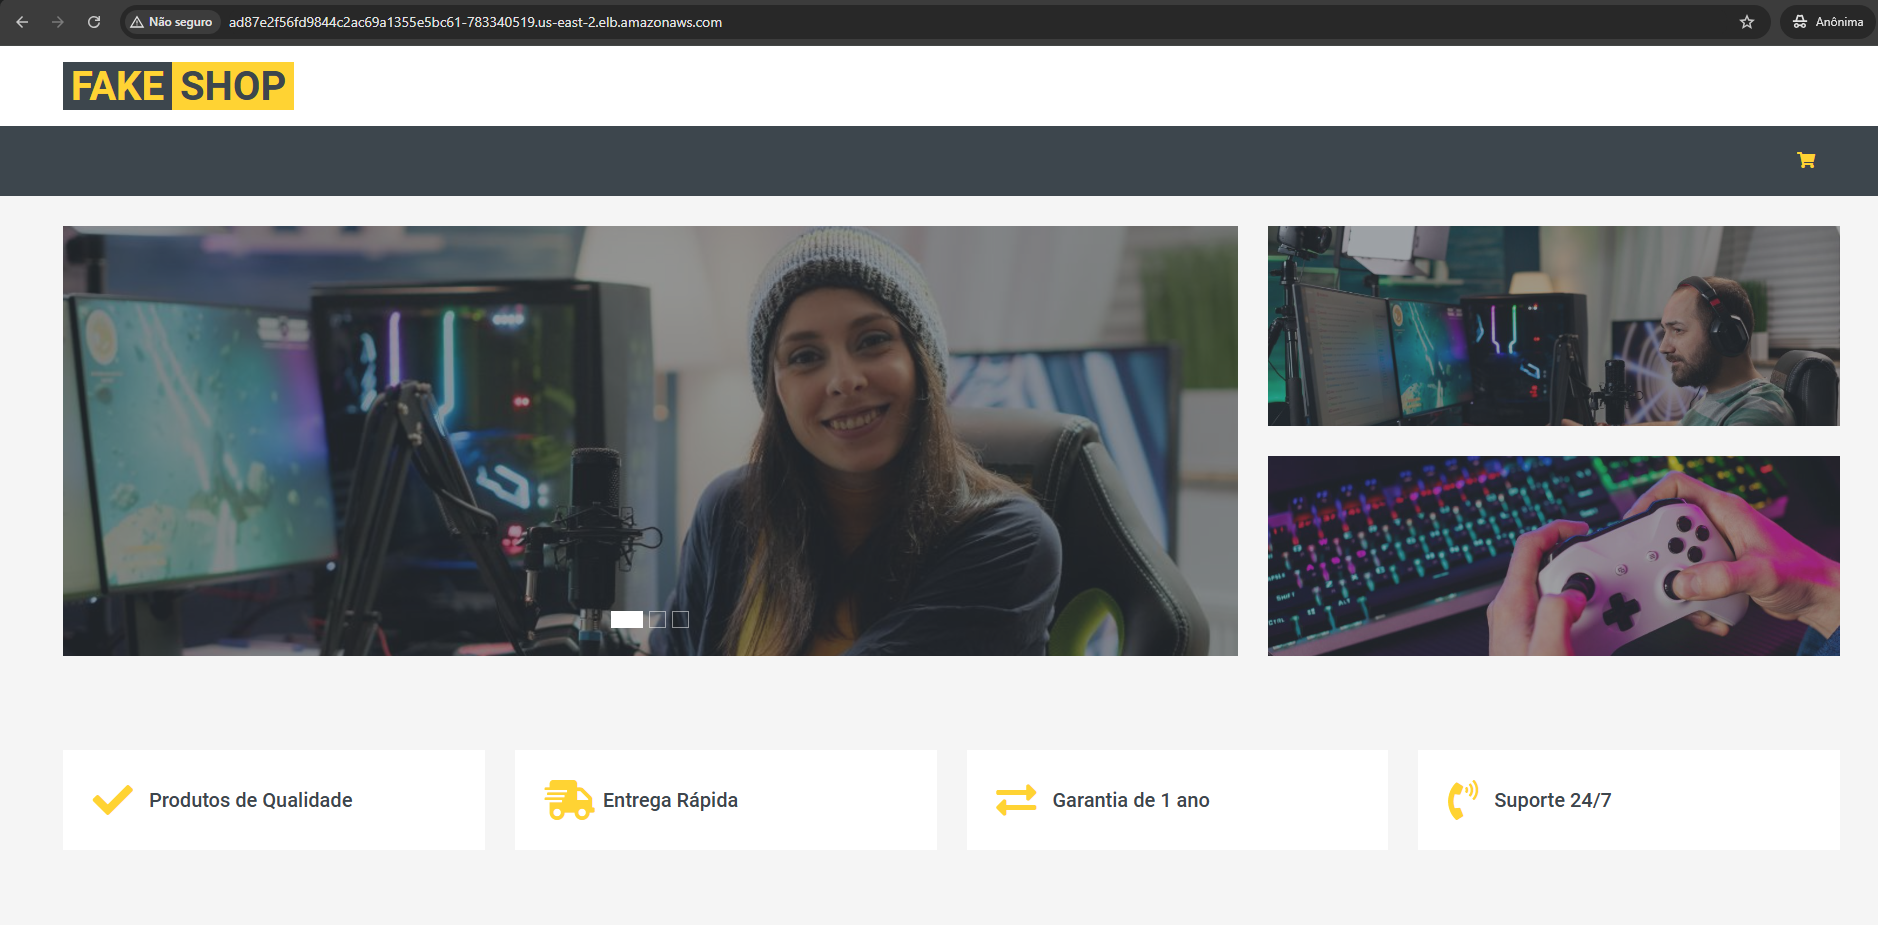 Não seguro ad87e2f56fd9844c2ac69a1355e5bc61-783340519.us-east-2.elb.amazonaws.com Anônima
FAKE SHOP
Produtos de Qualidade
Entrega Rápida
Garantia de 1 ano
Suporte 24/7